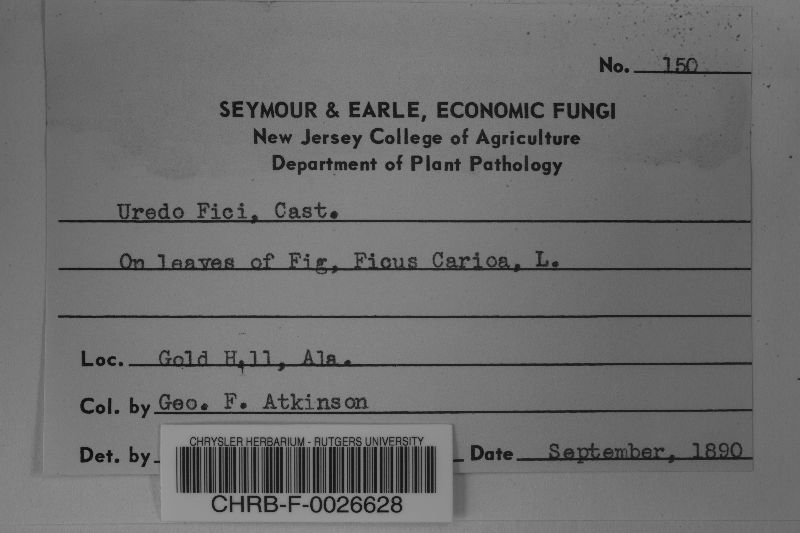 No. 150
SEYMOUR & EARLE, ECONOMIC FUNGI
New Jersey College of Agriculture
Department of Plant Pathology
Uredo Fici, Cast.
On leaves of Fig, Ficus Carica, L.
Loc. Gold Hill, Ala.
Col. by Geo. F. Atkinson
Det. by
Date September, 1890
CHRYSLER HERBARIUM - RUTGERS UNIVERSITY
CHRB-F-0026628